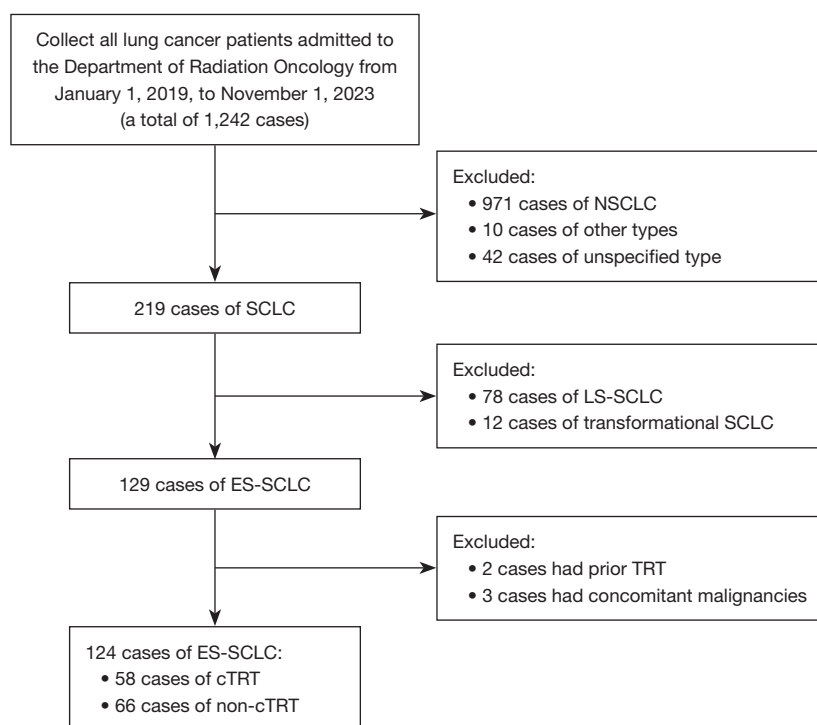 Collect all lung cancer patients admitted to
the Department of Radiation Oncology from
January 1, 2019, to November 1, 2023
(a total of 1,242 cases)
Excluded:
• 971 cases of NSCLC
• 10 cases of other types
• 42 cases of unspecified type
219 cases of SCLC
Excluded:
• 78 cases of LS-SCLC
• 12 cases of transformational SCLC
129 cases of ES-SCLC
Excluded:
• 2 cases had prior TRT
• 3 cases had concomitant malignancies
124 cases of ES-SCLC:
• 58 cases of cTRT
• 66 cases of non-cTRT